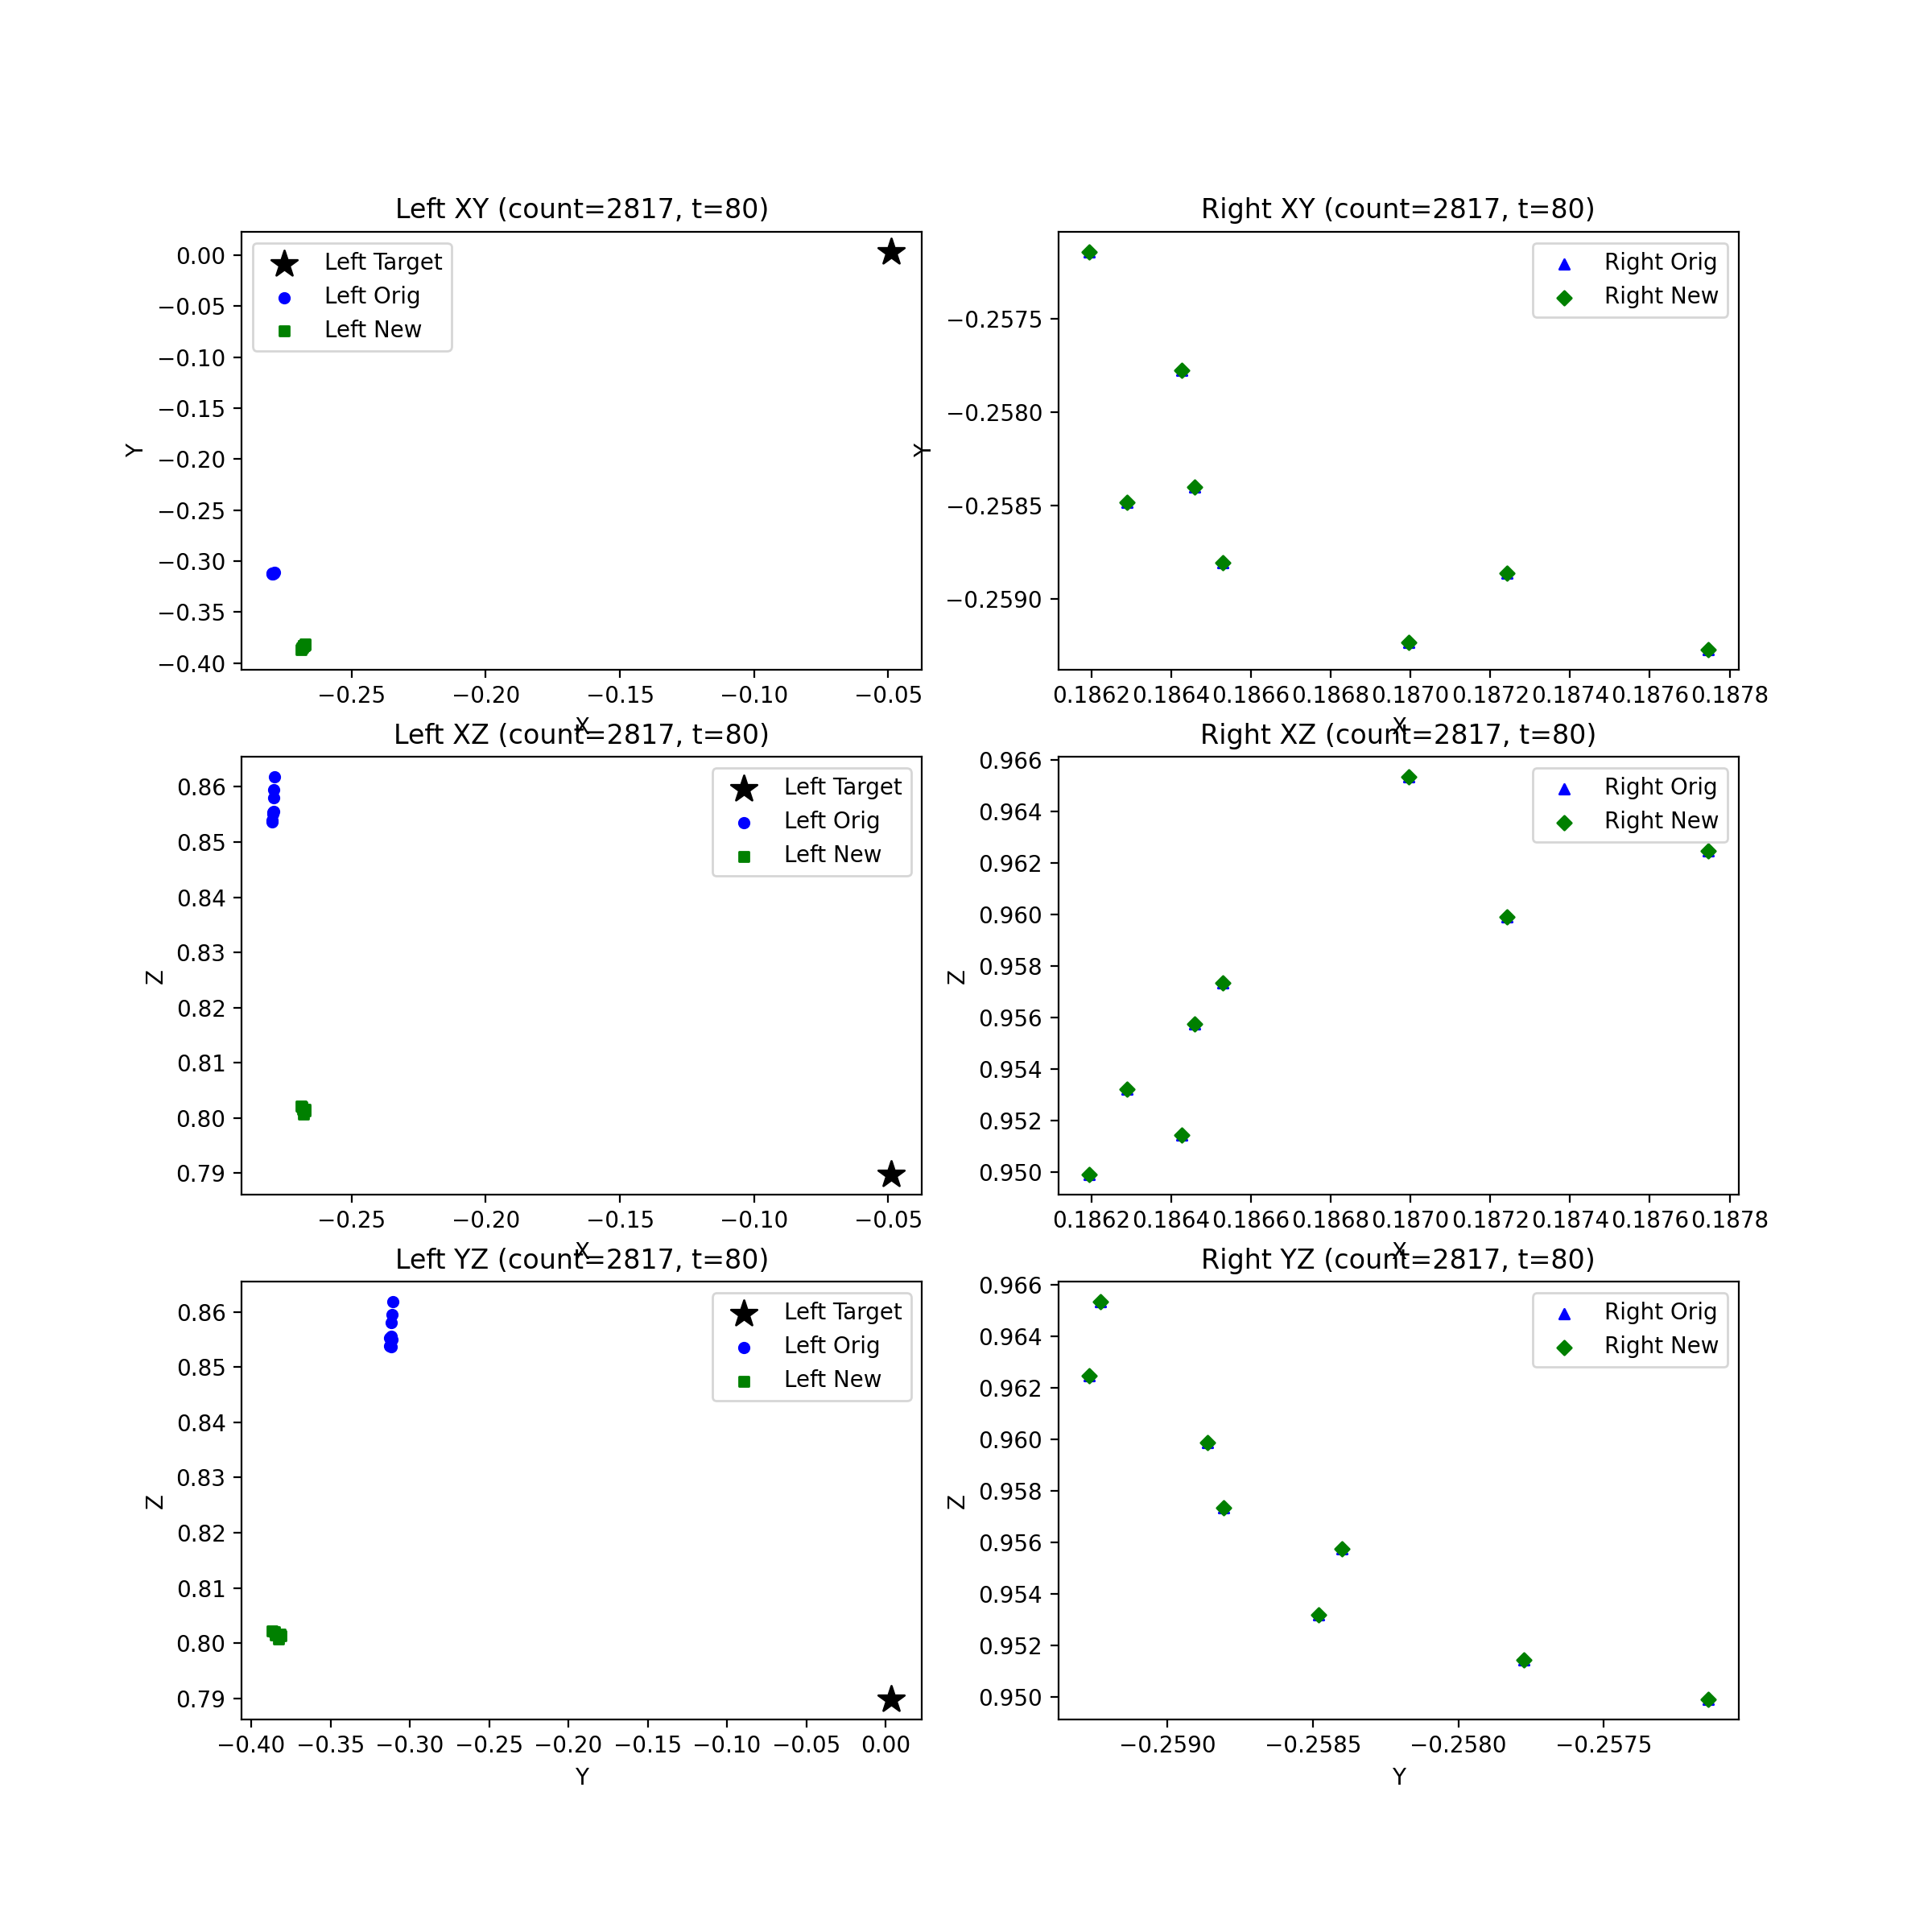 Left XY (count=2817, t=80)
Left Target
Left Orig
Left New
0.00
−0.05
−0.10
−0.15
−0.20
−0.25
−0.30
−0.35
−0.40
Y
−0.25
−0.20
−0.15
−0.10
−0.05
X
Right XY (count=2817, t=80)
Right Orig
Right New
−0.2575
−0.2580
−0.2585
−0.2590
Y
0.1862
0.1864
0.1866
0.1868
0.1870
0.1872
0.1874
0.1876
0.1878
X
Left XZ (count=2817, t=80)
Left Target
Left Orig
Left New
0.86
0.85
0.84
0.83
0.82
0.81
0.80
0.79
Z
−0.25
−0.20
−0.15
−0.10
−0.05
X
Right XZ (count=2817, t=80)
Right Orig
Right New
0.966
0.964
0.962
0.960
0.958
0.956
0.954
0.952
0.950
Z
0.1862
0.1864
0.1866
0.1868
0.1870
0.1872
0.1874
0.1876
0.1878
X
Left YZ (count=2817, t=80)
Left Target
Left Orig
Left New
0.86
0.85
0.84
0.83
0.82
0.81
0.80
0.79
Z
−0.40
−0.35
−0.30
−0.25
−0.20
−0.15
−0.10
−0.05
0.00
Y
Right YZ (count=2817, t=80)
Right Orig
Right New
0.966
0.964
0.962
0.960
0.958
0.956
0.954
0.952
0.950
Z
−0.2590
−0.2585
−0.2580
−0.2575
Y